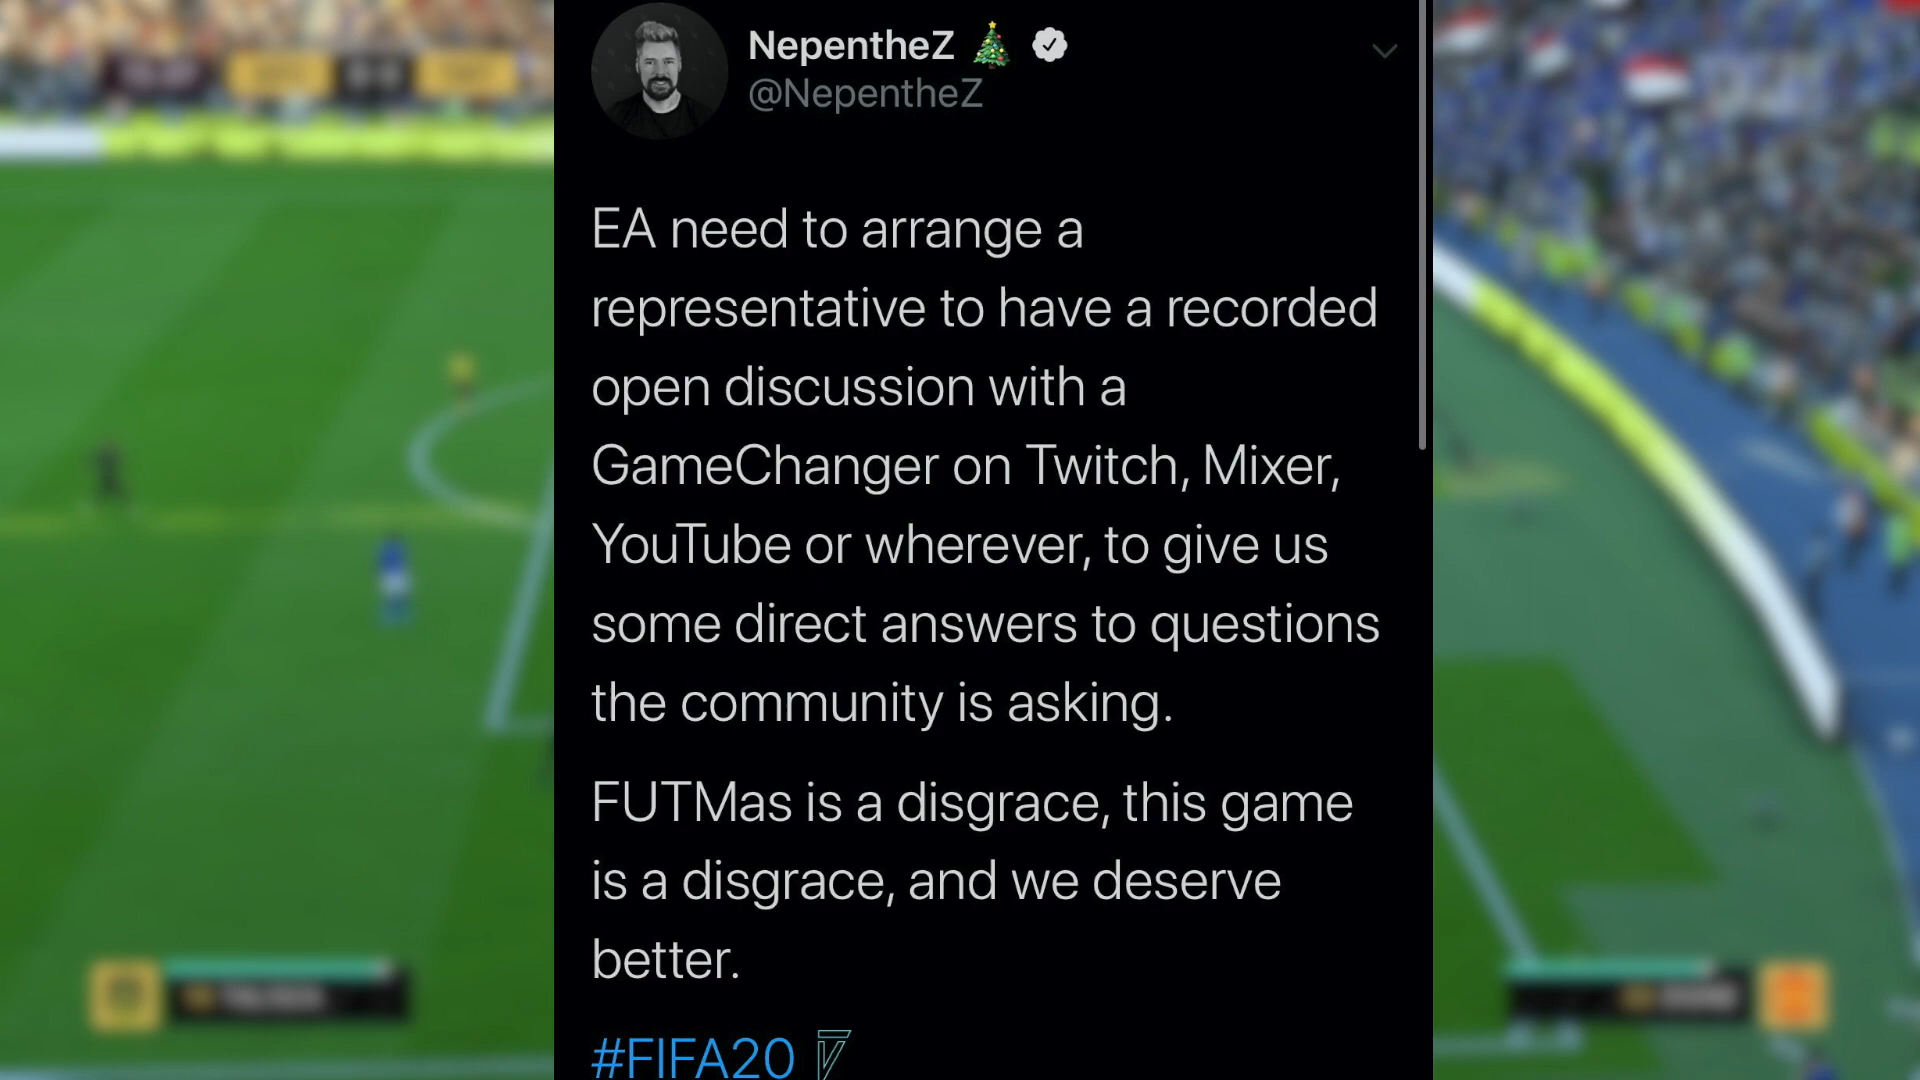 NepentheZ 🎄
@NepentheZ
EA need to arrange a
representative to have a recorded
open discussion with a
GameChanger on Twitch, Mixer,
YouTube or wherever, to give us
some direct answers to questions
the community is asking.
FUTMas is a disgrace, this game
is a disgrace, and we deserve
better.
#FIFA20